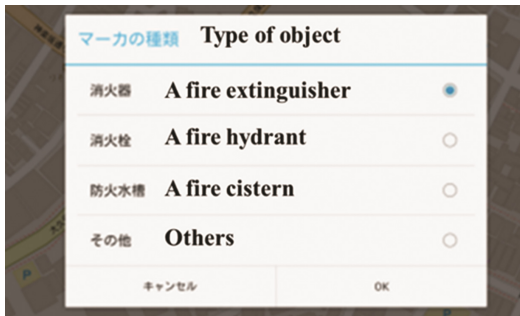 マーカの種類 Type of object
消火器 A fire extinguisher
消火栓 A fire hydrant
防火水槽 A fire cistern
その他 Others
キャンセル OK
P
P